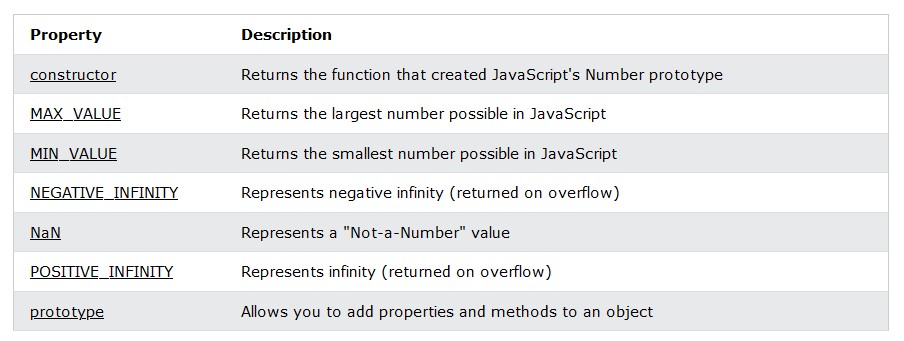 Property Description
constructor Returns the function that created JavaScript's Number prototype
MAX_VALUE Returns the largest number possible in JavaScript
MIN_VALUE Returns the smallest number possible in JavaScript
NEGATIVE_INFINITY Represents negative infinity (returned on overflow)
NaN Represents a "Not-a-Number" value
POSITIVE_INFINITY Represents infinity (returned on overflow)
prototype Allows you to add properties and methods to an object